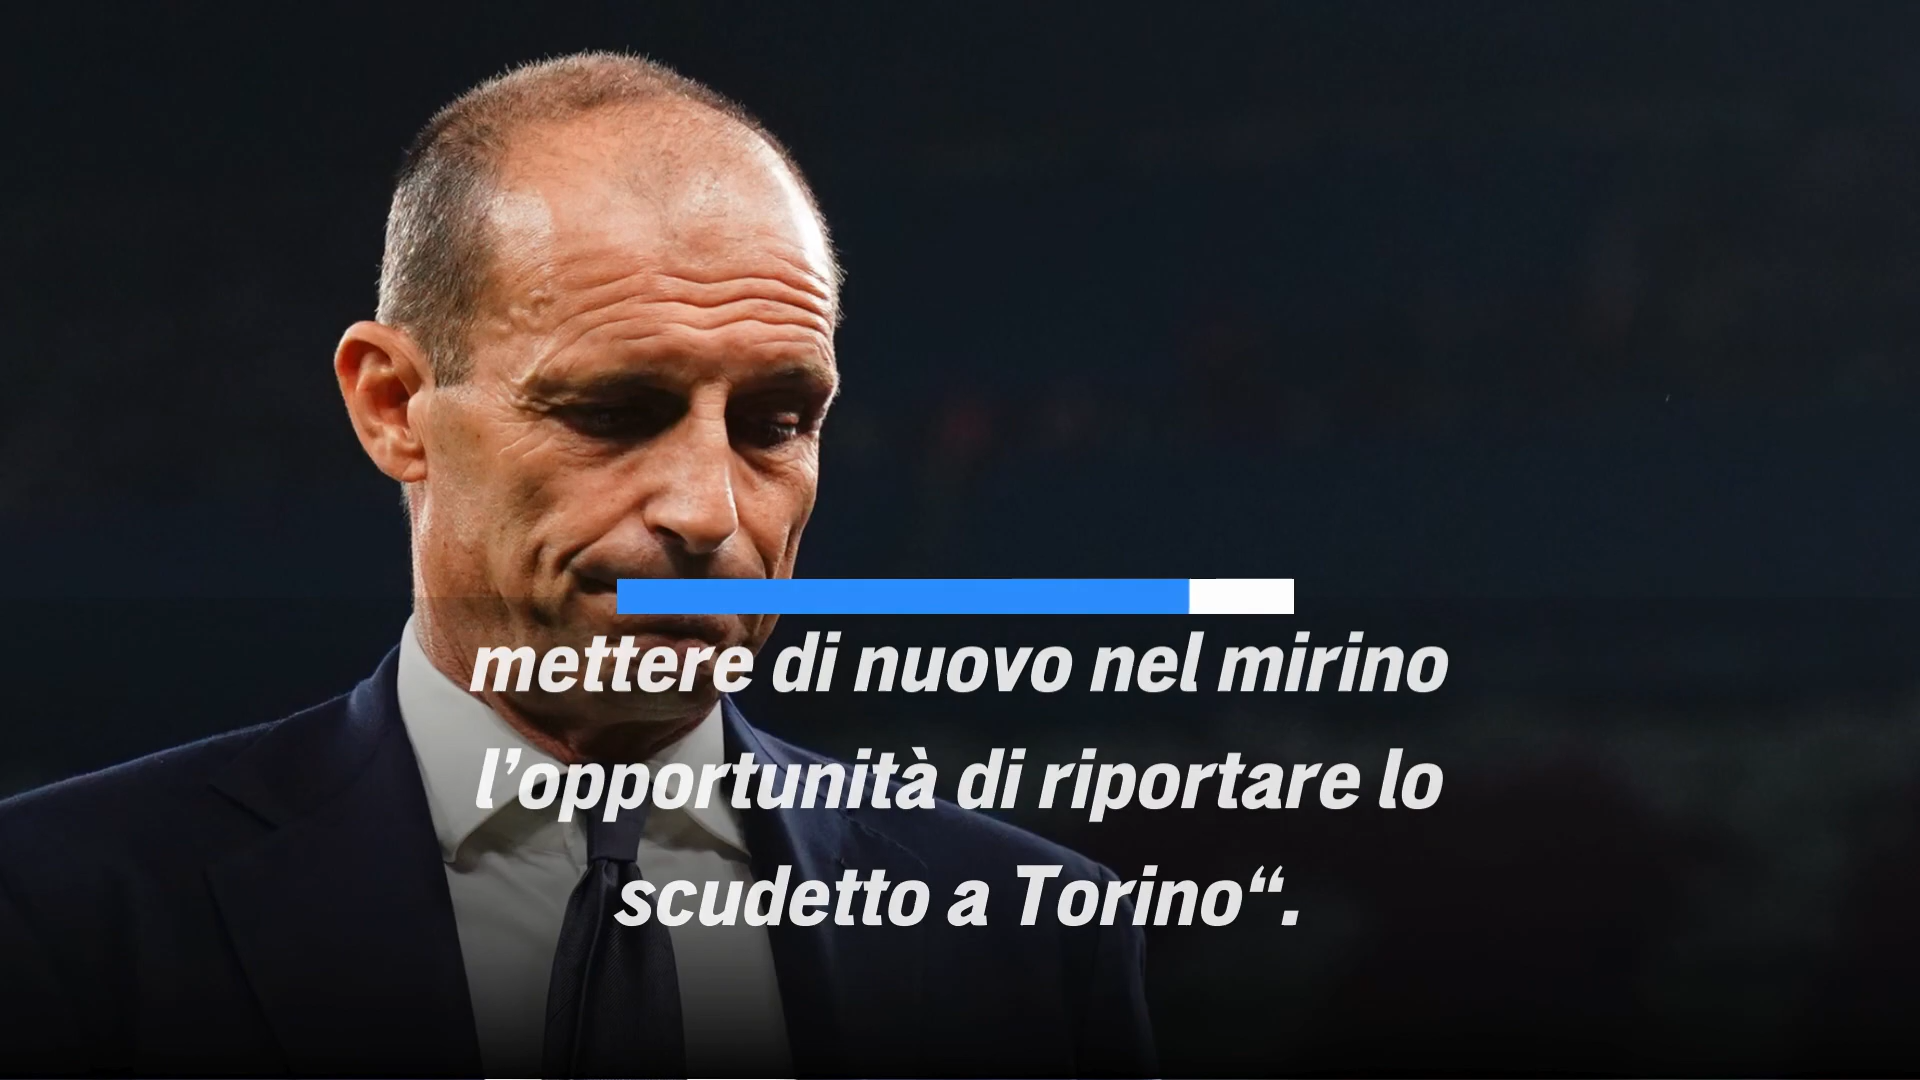 mettere di nuovo nel mirino
l’opportunità di riportare lo
scudetto a Torino“.